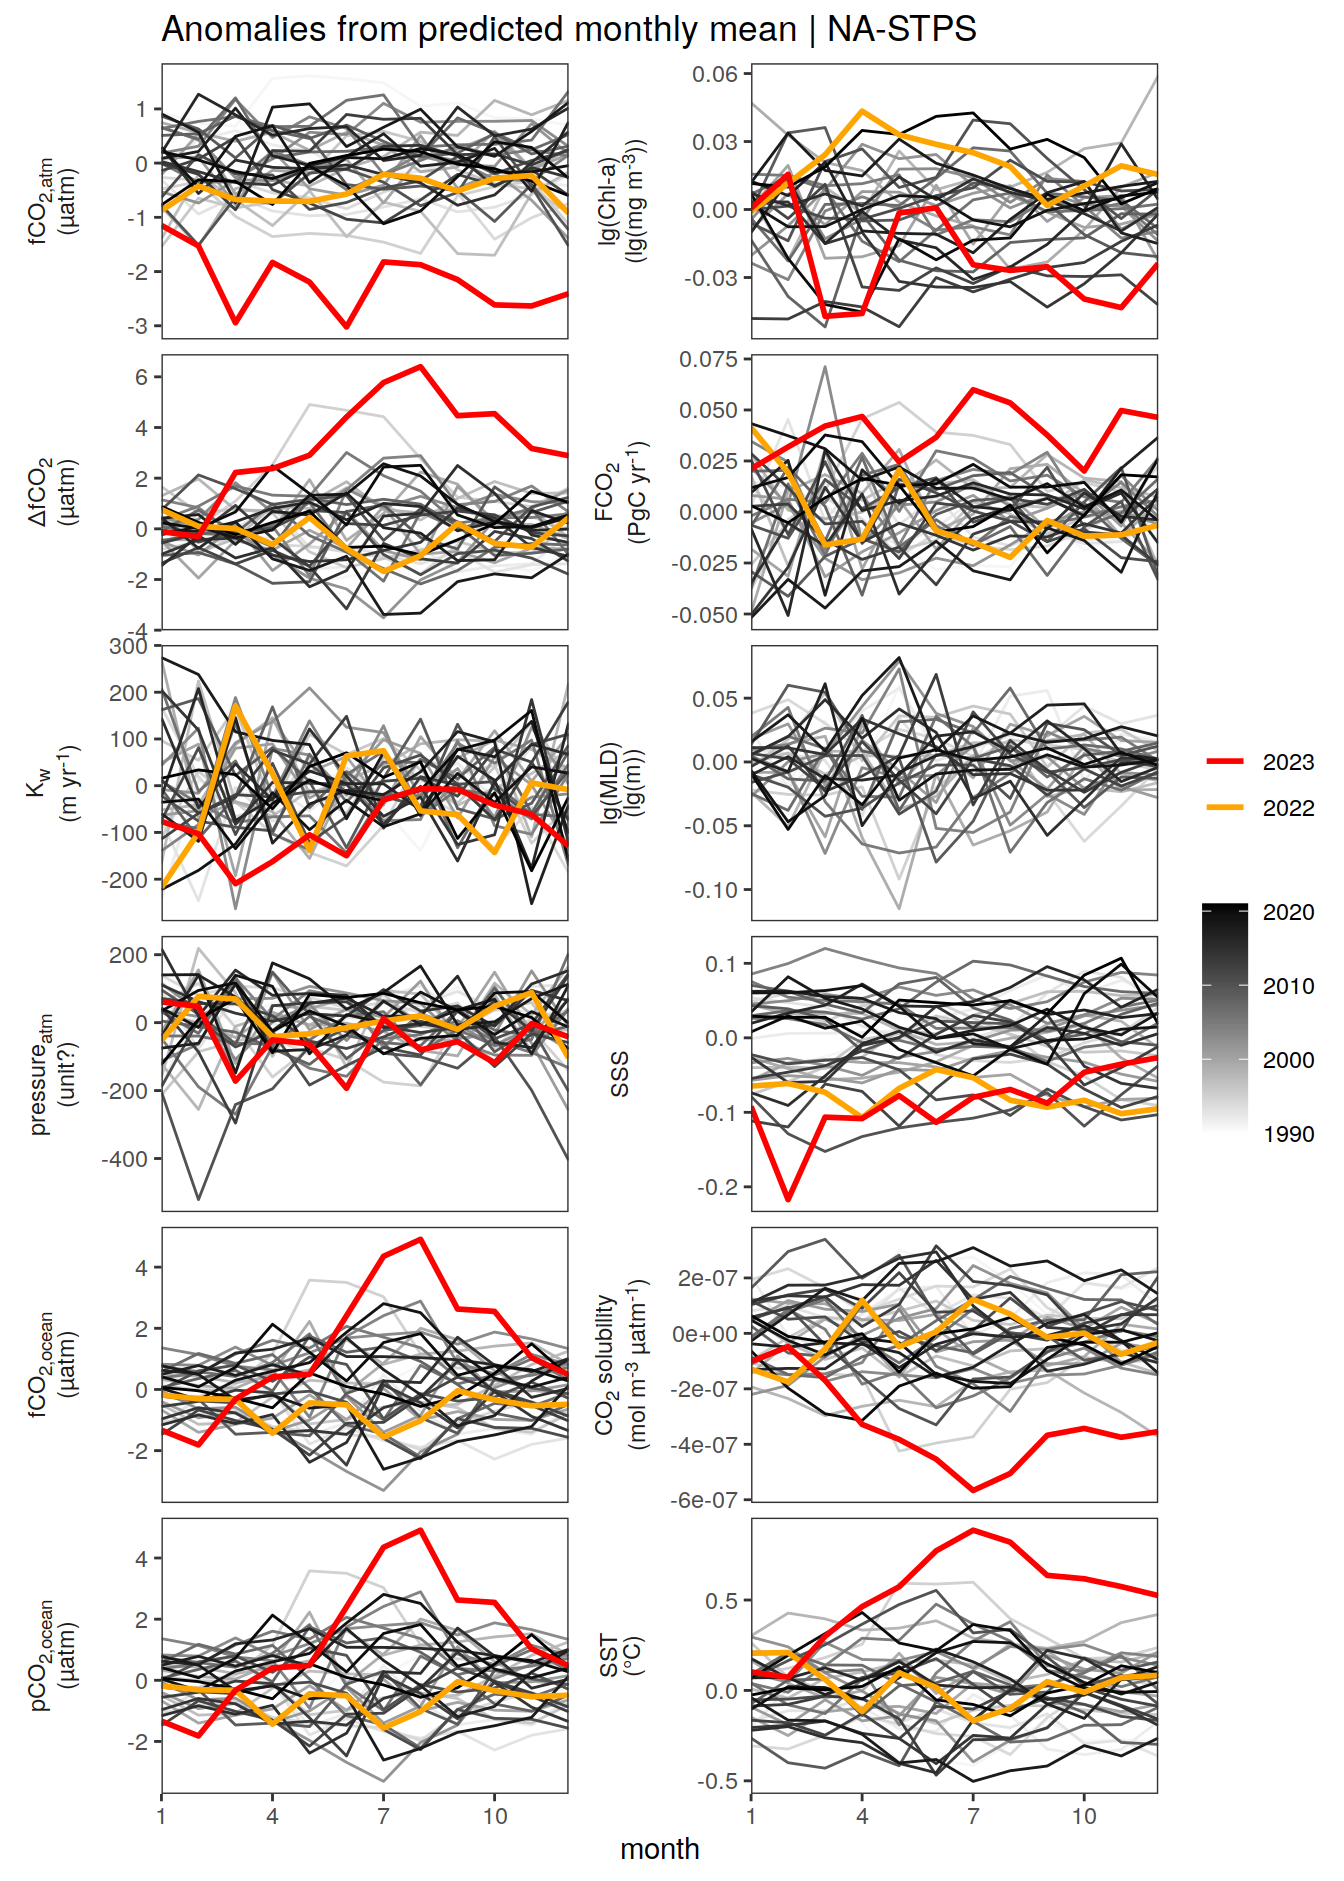 Anomalies from predicted monthly mean | NA-STPS
fCO2,atm
(µatm)
1
0
-1
-2
-3
lg(Chl-a)
(lg(mg m-3))
0.06
0.03
0.00
-0.03
ΔfCO2
(µatm)
6
4
2
0
-2
-4
FCO2
(PgC yr-1)
0.075
0.050
0.025
0.000
-0.025
-0.050
Kw
(m yr-1)
300
200
100
0
-100
-200
lg(MLD)
(lg(m))
0.05
0.00
-0.05
-0.10
pressureatm
(unit?)
200
0
-200
-400
SSS
0.1
0.0
-0.1
-0.2
fCO2,ocean
(µatm)
4
2
0
-2
CO2 solubility
(mol m-3 µatm-1)
2e-07
0e+00
-2e-07
-4e-07
-6e-07
pCO2,ocean
(µatm)
4
2
0
-2
SST
(°C)
0.5
0.0
-0.5
1 4 7 10
1 4 7 10
month
2023
2022
2020
2010
2000
1990